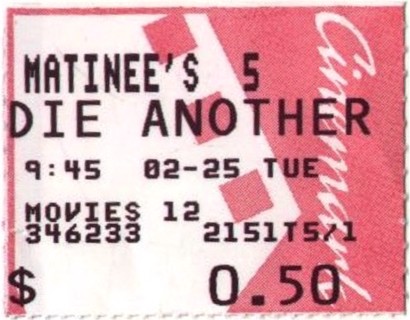 MATINEE'S 5
DIE ANOTHER
9:45 02-25 TUE
MOVIES 12
346233 2151T5/1
$ 0.50
Cinemark